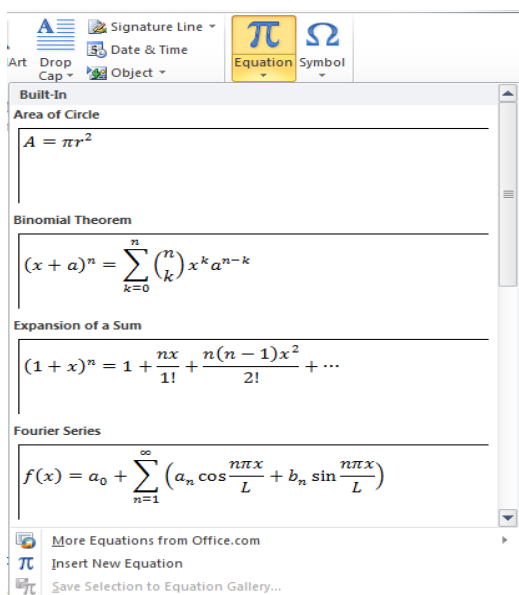 Signature Line
Art Drop Cap
Date & Time
Object
π Equation
Ω Symbol
Built-In
Area of Circle
A = πr²
Binomial Theorem
(x + a)ⁿ = ∑ₖ₌₀ⁿ (n k) xᵏaⁿ⁻ᵏ
Expansion of a Sum
(1 + x)ⁿ = 1 + nx/1! + n(n − 1)x²/2! + ⋯
Fourier Series
f(x) = a₀ + ∑ₙ₌₁^∞ (aₙ cos nπx/L + bₙ sin nπx/L)
More Equations from Office.com
π Insert New Equation
Save Selection to Equation Gallery...